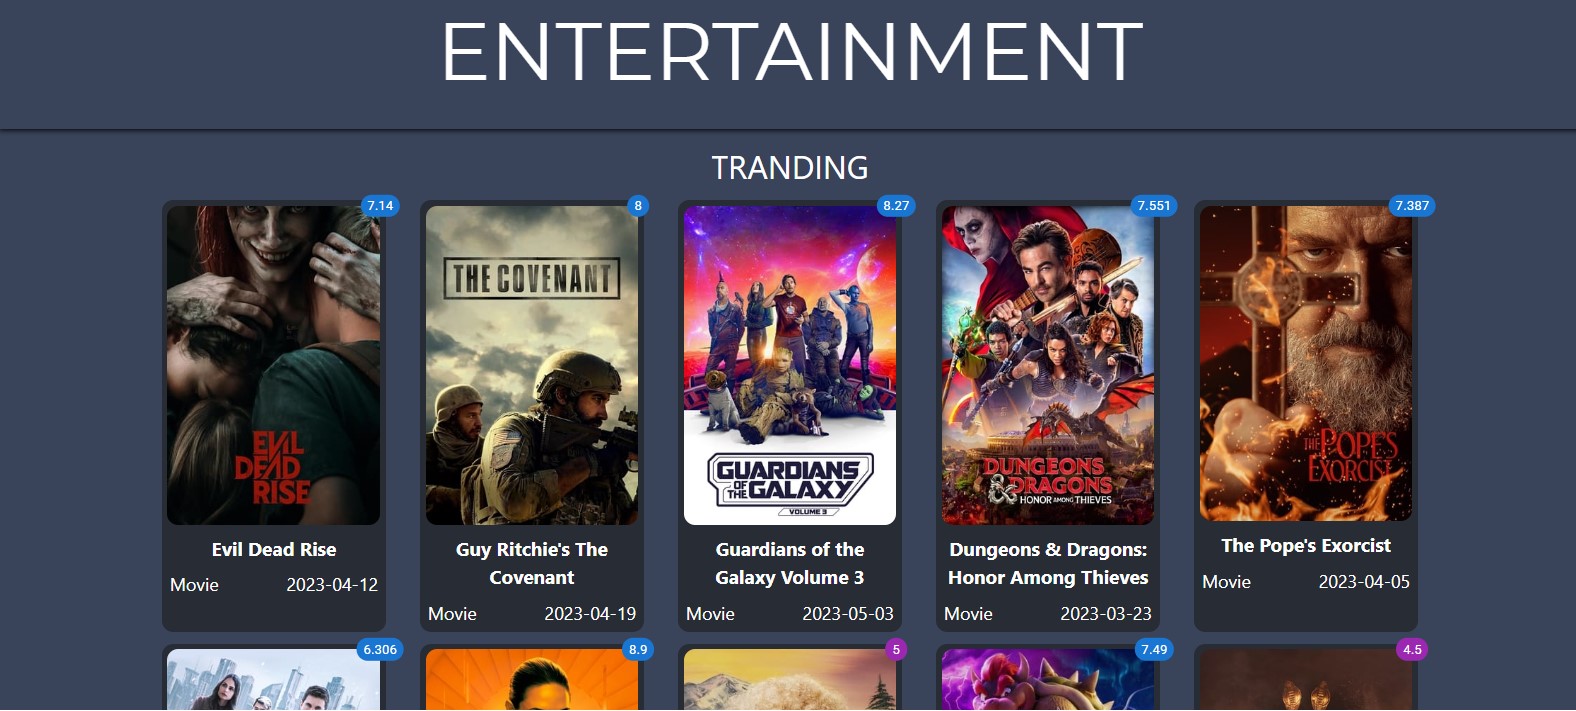 ENTERTAINMENT
TRANDING
7.14
8
8.27
7.551
7.387
EVIL
DEAD
RISE
THE COVENANT
GUARDIANS
OF THE GALAXY
VOLUME 3
DUNGEONS
& DRAGONS
HONOR AMONG THIEVES
THE POPE'S
EXORCIST
Evil Dead Rise
Movie 2023-04-12
Guy Ritchie's The
Covenant
Movie 2023-04-19
Guardians of the
Galaxy Volume 3
Movie 2023-05-03
Dungeons & Dragons:
Honor Among Thieves
Movie 2023-03-23
The Pope's Exorcist
Movie 2023-04-05
6.306
8.9
5
7.49
4.5